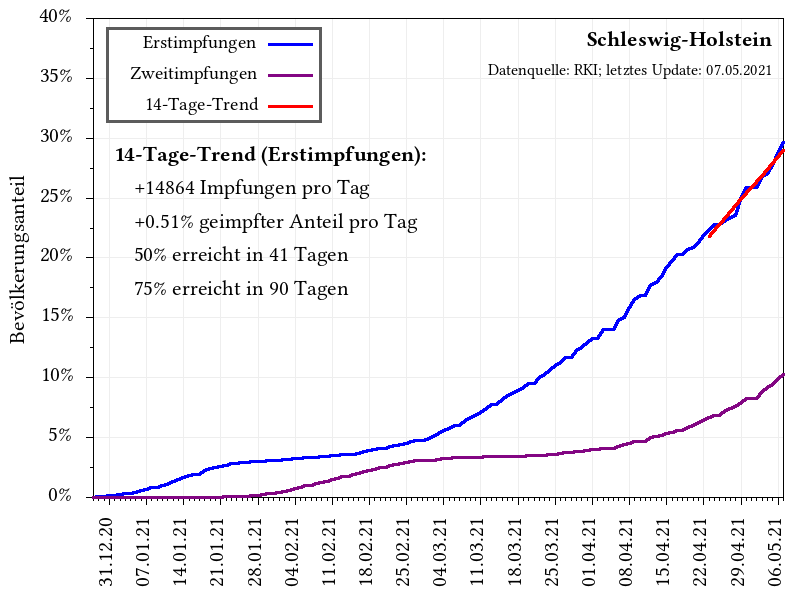 40%
35%
30%
25%
20%
15%
10%
5%
0%
Bevölkerungsanteil
Erstimpfungen
Zweitimpfungen
14-Tage-Trend
Schleswig-Holstein
Datenquelle: RKI; letztes Update: 07.05.2021
14-Tage-Trend (Erstimpfungen):
+14864 Impfungen pro Tag
+0.51% geimpfter Anteil pro Tag
50% erreicht in 41 Tagen
75% erreicht in 90 Tagen
31.12.20
07.01.21
14.01.21
21.01.21
28.01.21
04.02.21
11.02.21
18.02.21
25.02.21
04.03.21
11.03.21
18.03.21
25.03.21
01.04.21
08.04.21
15.04.21
22.04.21
29.04.21
06.05.21